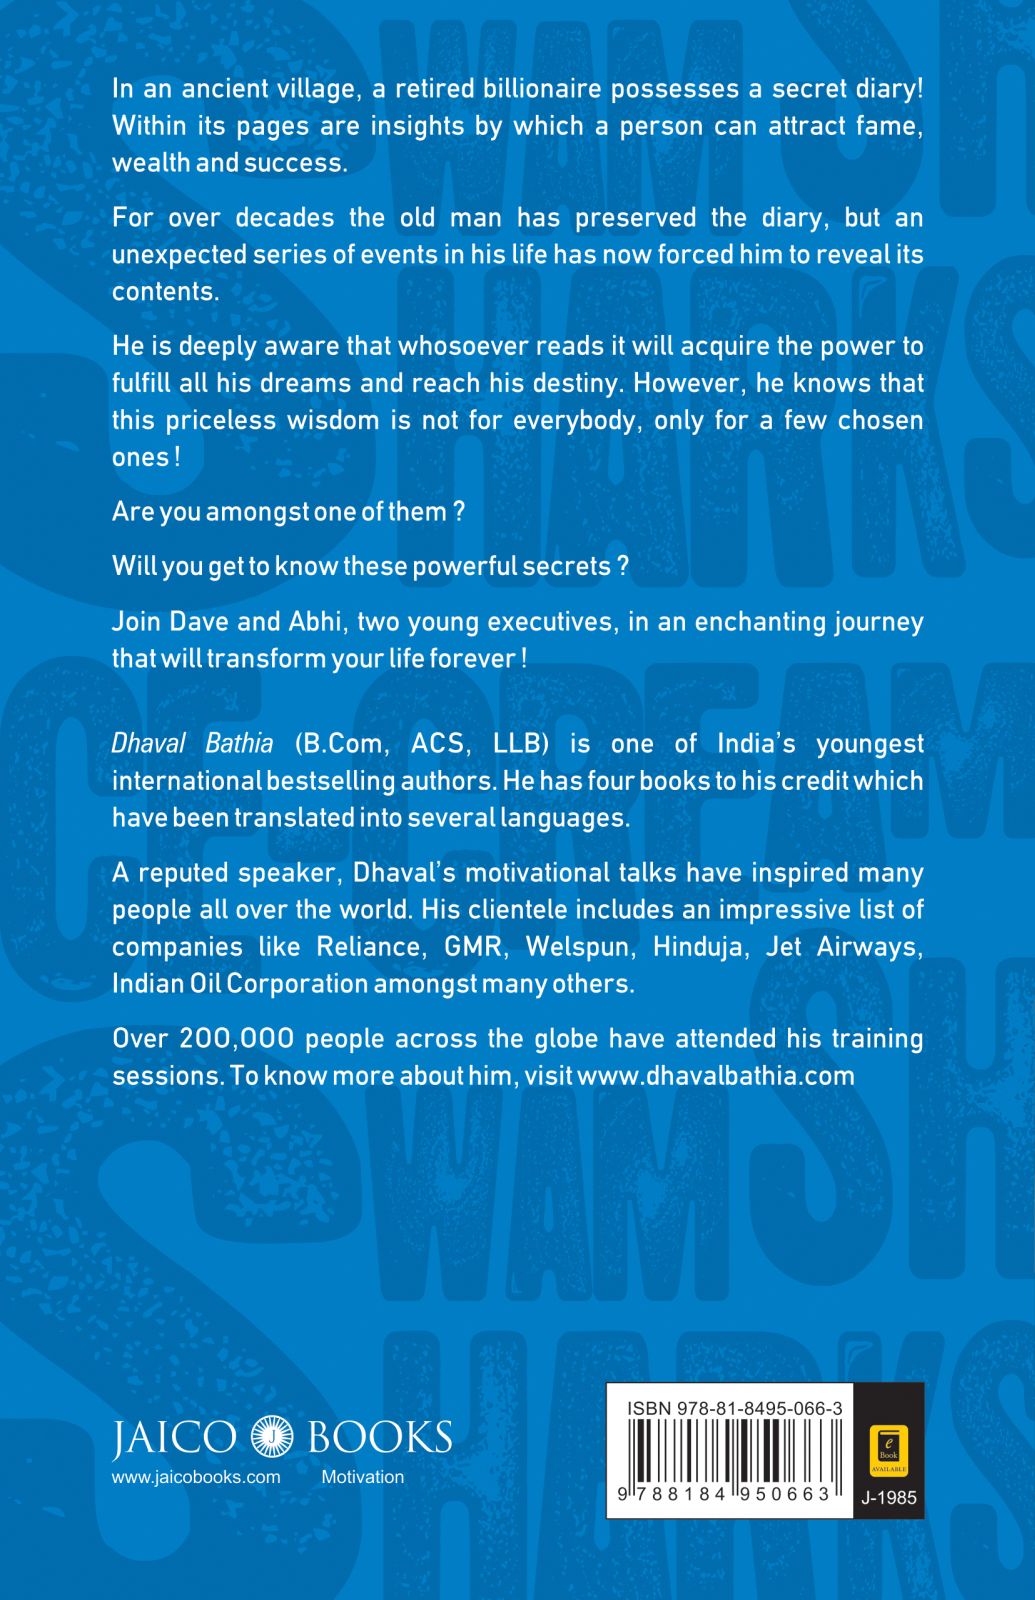 In an ancient village, a retired billionaire possesses a secret diary!
Within its pages are insights by which a person can attract fame,
wealth and success.
For over decades the old man has preserved the diary, but an
unexpected series of events in his life has now forced him to reveal its
contents.
He is deeply aware that whosoever reads it will acquire the power to
fulfill all his dreams and reach his destiny. However, he knows that
this priceless wisdom is not for everybody, only for a few chosen
ones !
Are you amongst one of them ?
Will you get to know these powerful secrets ?
Join Dave and Abhi, two young executives, in an enchanting journey
that will transform your life forever !
Dhaval Bathia (B.Com, ACS, LLB) is one of India's youngest
international bestselling authors. He has four books to his credit which
have been translated into several languages.
A reputed speaker, Dhaval's motivational talks have inspired many
people all over the world. His clientele includes an impressive list of
companies like Reliance, GMR, Welspun, Hinduja, Jet Airways,
Indian Oil Corporation amongst many others.
Over 200,000 people across the globe have attended his training
sessions. To know more about him, visit www.dhavalbathia.com
JAICO J BOOKS
www.jaicobooks.com Motivation
ISBN 978-81-8495-066-3
9 788184 950663
e
Book
AVAILABLE
J-1985
SWAM SH
SHARKS
CE-CREAM
SWAM SH
SHARKS